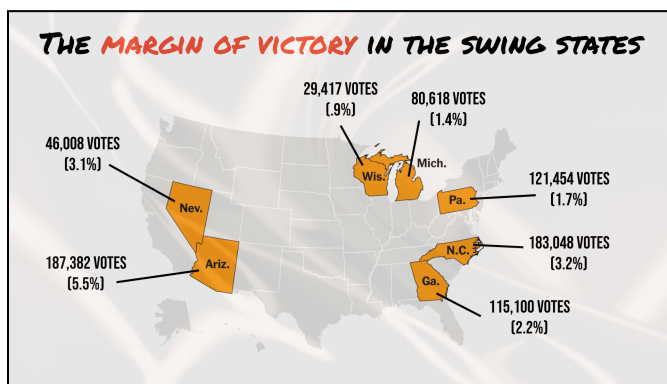 THE MARGIN OF VICTORY IN THE SWING STATES
29,417 VOTES
(.9%)
80,618 VOTES
(1.4%)
46,008 VOTES
(3.1%)
Wis.
Mich.
121,454 VOTES
(1.7%)
Nev.
Pa.
187,382 VOTES
(5.5%)
Ariz.
N.C.
183,048 VOTES
(3.2%)
Ga.
115,100 VOTES
(2.2%)